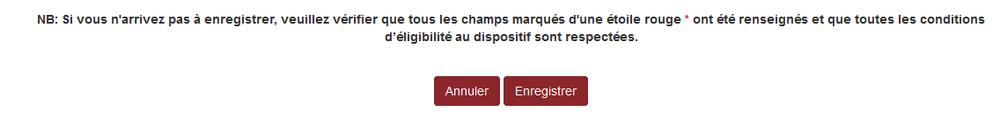 NB: Si vous n'arrivez pas à enregistrer, veuillez vérifier que tous les champs marqués d'une étoile rouge * ont été renseignés et que toutes les conditions
d’éligibilité au dispositif sont respectées.
Annuler Enregistrer